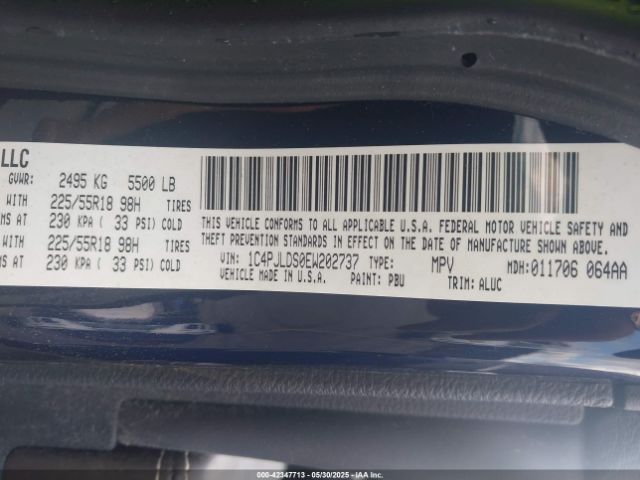 LLC
GVWR: 2495 KG 5500 LB
WITH 225/55R18 98H TIRES
MS AT 230 KPA ( 33 PSI) COLD
WITH 225/55R18 98H TIRES
MS AT 230 KPA ( 33 PSI) COLD
THIS VEHICLE CONFORMS TO ALL APPLICABLE U.S.A. FEDERAL MOTOR VEHICLE SAFETY AND
THEFT PREVENTION STANDARDS IN EFFECT ON THE DATE OF MANUFACTURE SHOWN ABOVE.
VIN: 1C4PJLDS0EW202737 TYPE: MPV MDH:011706 064AA
VEHICLE MADE IN U.S.A. PAINT: PBU TRIM: ALUC
000-42347713 - 05/30/2025 - IAAI.COM